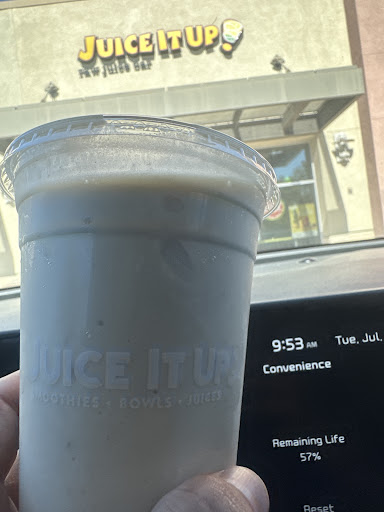 JUICE IT UP!
raw juice bar
JUICE IT UP!
SMOOTHIES • BOWLS • JUICES
9:53 AM Tue, Jul.
Convenience
Remaining Life
57%
Reset